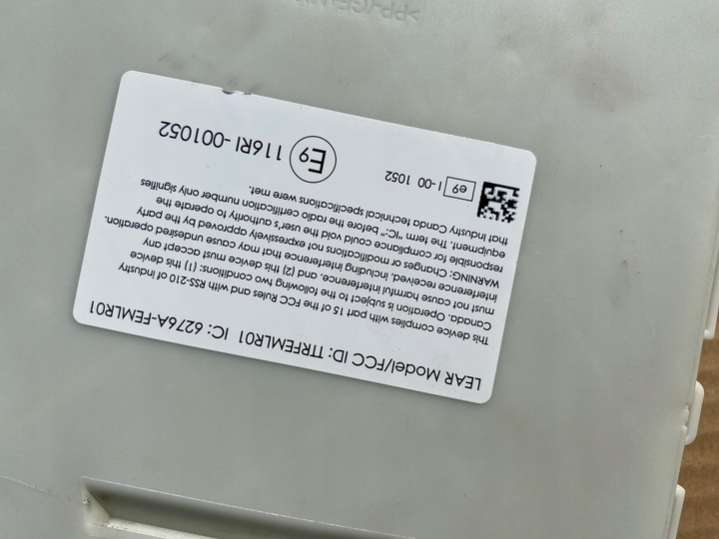 LEAR Model/FCC ID: TTRFEMLR01 IC: 6276A-FEMLR01
This device complies with part 15 of the FCC Rules and with RSS-210 of Industry
Canada. Operation is subject to the following two conditions: (1) this device may
must not cause harmful interference, and (2) this device must accept any
interference received, including interference that may cause undesired operation.
WARNING: Changes or modifications not expressively approved by the party
responsible for compliance could void the user's authority to operate the
equipment. The term "IC:" before the radio certification number only signifies
that Industry Canda technical specifications were met.
e9 I-00 1052
E9 116RI-001052